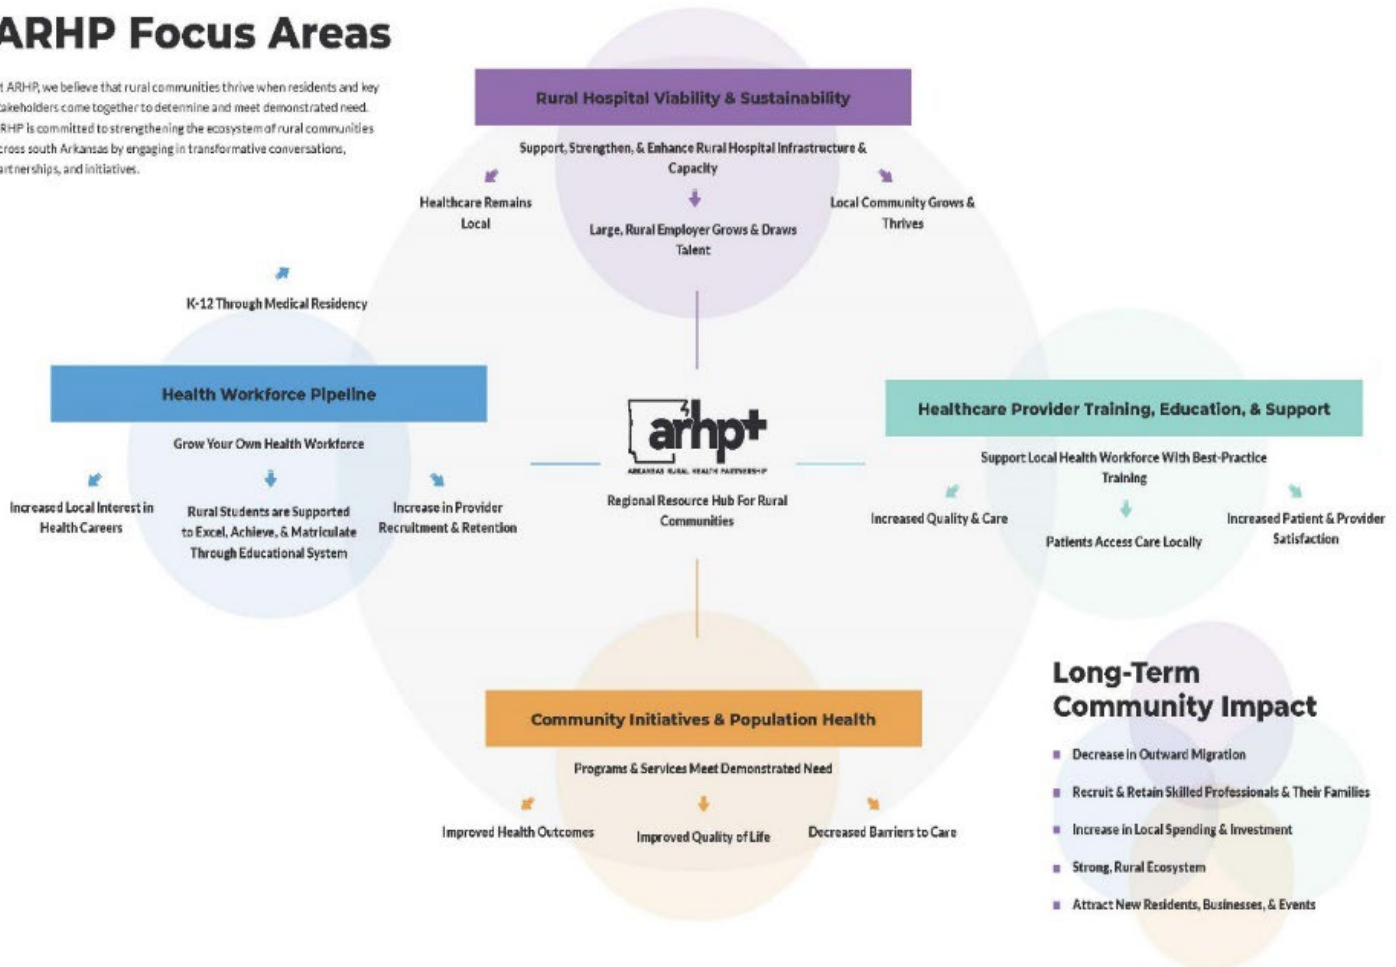 ARHP Focus Areas
t ARHP, we believe that rural communities thrive when residents and key
takeholders come together to determine and meet demonstrated need.
RHP is committed to strengthening the ecosystem of rural communities
cross south Arkansas by engaging in transformative conversations,
artnerships, and initiatives.
Rural Hospital Viability & Sustainability
Support, Strengthen, & Enhance Rural Hospital Infrastructure &
Capacity
Healthcare Remains
Local
Large, Rural Employer Grows & Draws
Talent
Local Community Grows &
Thrives
K-12 Through Medical Residency
Health Workforce Pipeline
Grow Your Own Health Workforce
Increased Local Interest in
Health Careers
Rural Students are Supported
to Excel, Achieve, & Matriculate
Through Educational System
Increase in Provider
Recruitment & Retention
arhp+
ARKANSAS RURAL HEALTH PARTNERSHIP
Regional Resource Hub For Rural
Communities
Healthcare Provider Training, Education, & Support
Support Local Health Workforce With Best-Practice
Training
Increased Quality & Care
Patients Access Care Locally
Increased Patient & Provider
Satisfaction
Community Initiatives & Population Health
Programs & Services Meet Demonstrated Need
Improved Health Outcomes
Improved Quality of Life
Decreased Barriers to Care
Long-Term
Community Impact
Decrease in Outward Migration
Recruit & Retain Skilled Professionals & Their Families
Increase in Local Spending & Investment
Strong, Rural Ecosystem
Attract New Residents, Businesses, & Events